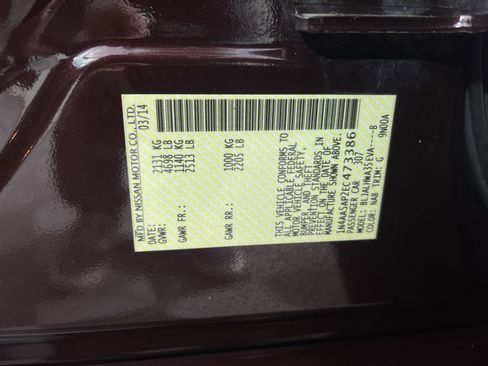 MFD BY NISSAN MOTOR CO., LTD.
03/14
GVWR: 2131 KG
4698 LB
GAWR FR: 1140 KG
2513 LB
GAWR RR: 1000 KG
2205 LB
THIS VEHICLE CONFORMS TO
ALL APPLICABLE FEDERAL
MOTOR VEHICLE SAFETY,
BUMPER, AND THEFT
PREVENTION STANDARDS IN
EFFECT ON THE DATE OF
MANUFACTURE SHOWN ABOVE.
1N4AA5AP2EC473386
PASSENGER CAR 307
MODEL: BLJALHWA35EVA----B
COLOR: NAB TRIM: G 9N00A